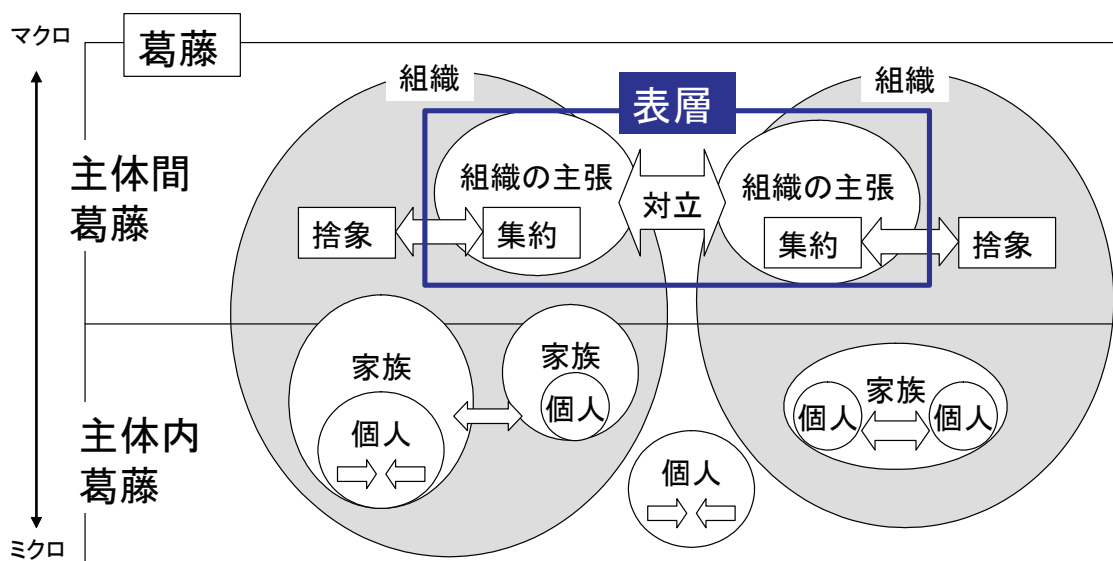 マクロ
葛藤
組織
表層
組織
主体間
葛藤
組織の主張
対立
組織の主張
捨象
集約
集約
捨象
家族
家族
家族
個人
個人
個人
個人
主体内
葛藤
個人
ミクロ